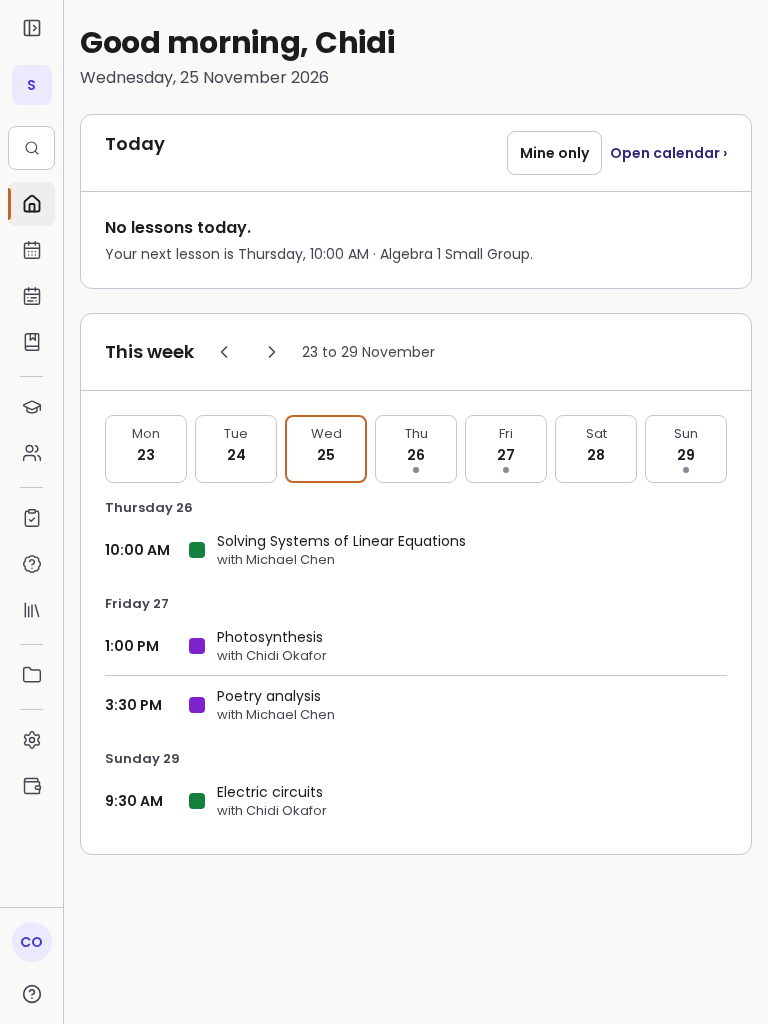 S
CO
Good morning, Chidi
Wednesday, 25 November 2026
Today
Mine only
Open calendar ›
No lessons today.
Your next lesson is Thursday, 10:00 AM · Algebra 1 Small Group.
This week
23 to 29 November
Mon
23
Tue
24
Wed
25
Thu
26
Fri
27
Sat
28
Sun
29
Thursday 26
10:00 AM
Solving Systems of Linear Equations
with Michael Chen
Friday 27
1:00 PM
Photosynthesis
with Chidi Okafor
3:30 PM
Poetry analysis
with Michael Chen
Sunday 29
9:30 AM
Electric circuits
with Chidi Okafor